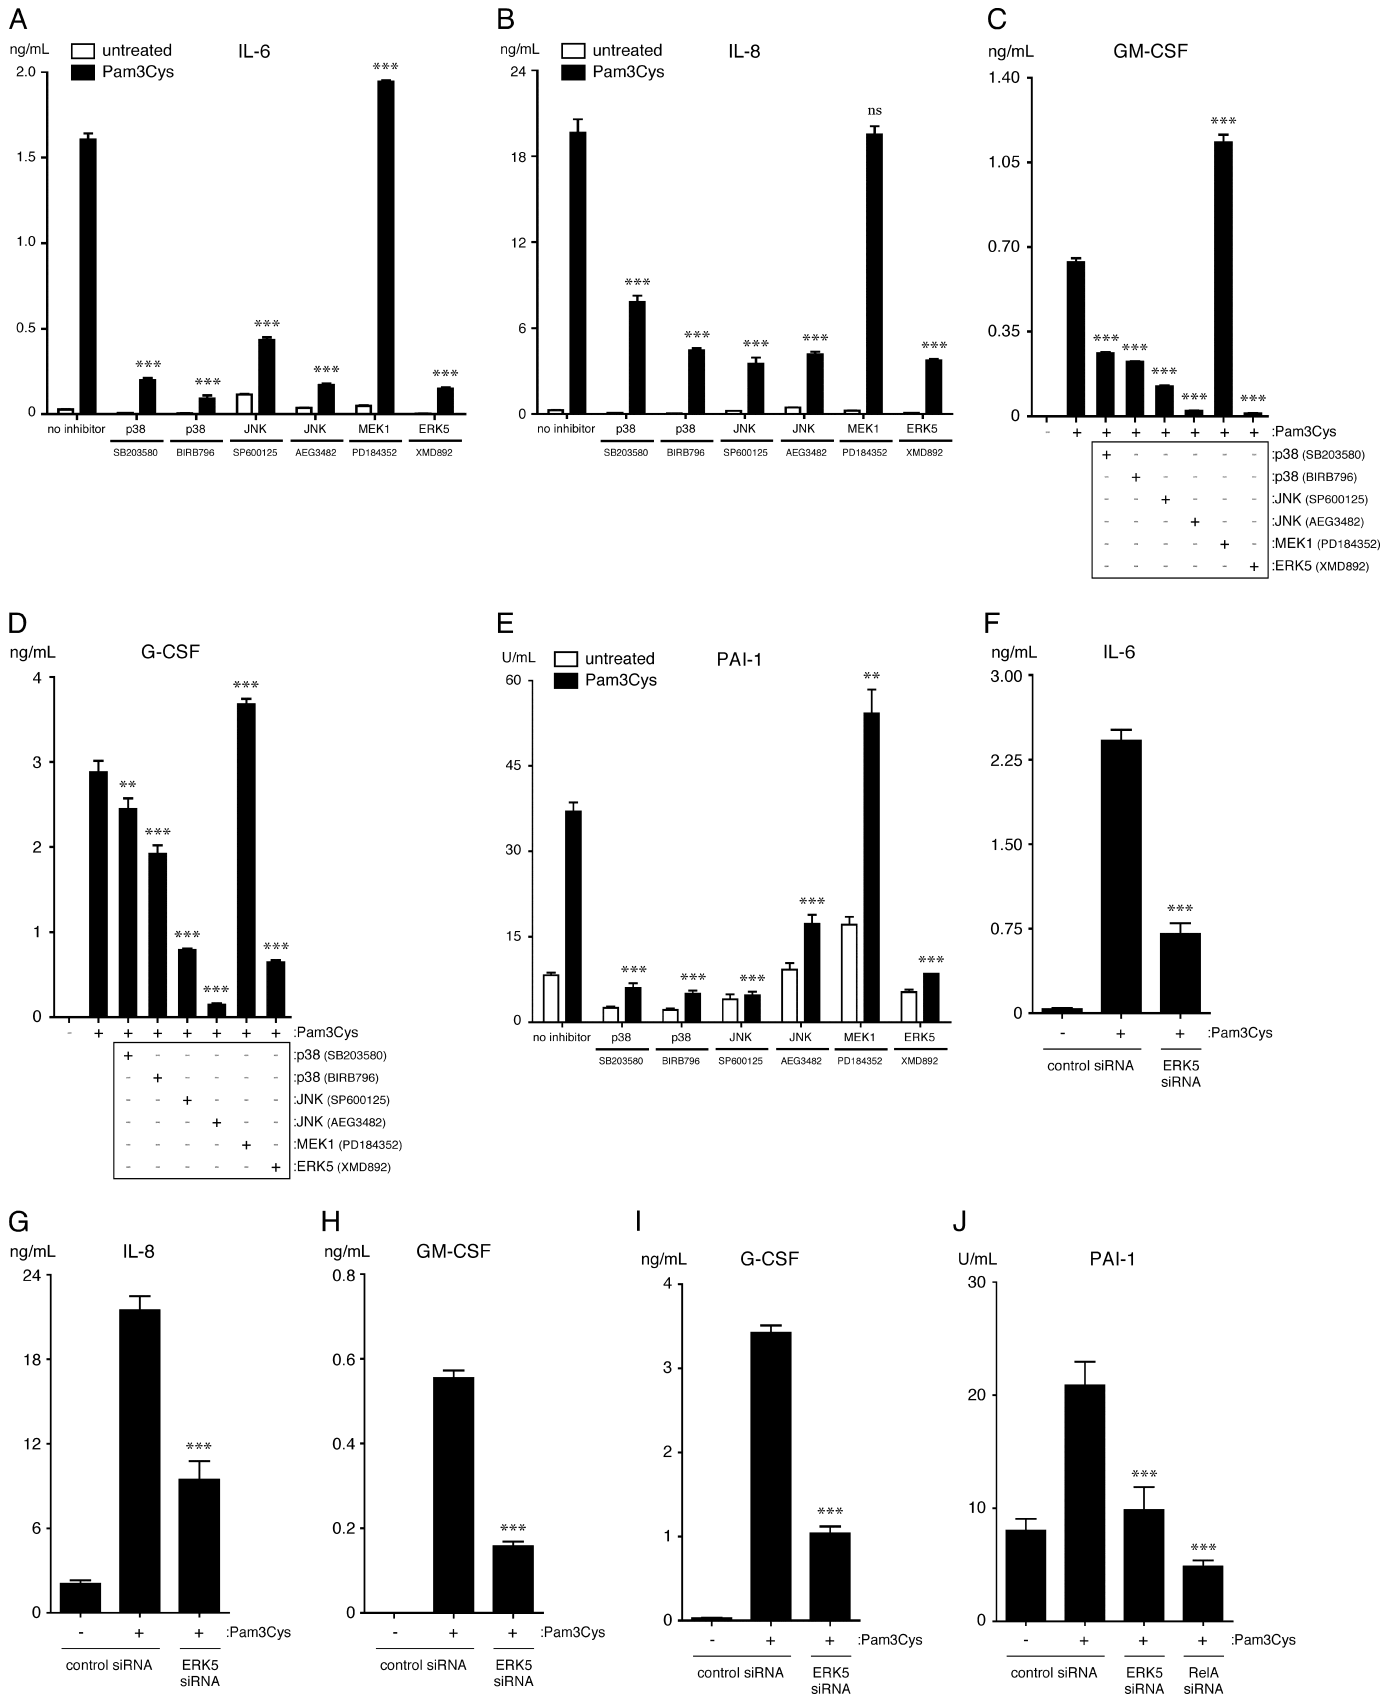 A
ng/mL
untreated
Pam3Cys
IL-6
2.0
1.5
1.0
0.5
0
***
***
***
***
***
***
no inhibitor p38 p38 JNK JNK MEK1 ERK5
SB203580 BIRB796 SP600125 AEG3482 PD184352 XMD892
B
ng/mL
untreated
Pam3Cys
IL-8
24
18
12
6
0
***
***
***
***
ns
***
no inhibitor p38 p38 JNK JNK MEK1 ERK5
SB203580 BIRB796 SP600125 AEG3482 PD184352 XMD892
C
ng/mL
GM-CSF
1.40
1.05
0.70
0.35
0
***
***
***
***
***
***
- + + + + + + + :Pam3Cys
+ - - - - - :p38 (SB203580)
- + - - - - :p38 (BIRB796)
- - + - - - :JNK (SP600125)
- - - + - - :JNK (AEG3482)
- - - - + - :MEK1 (PD184352)
- - - - - + :ERK5 (XMD892)
D
ng/mL
G-CSF
4
3
2
1
0
**
***
***
***
***
***
- + + + + + + + :Pam3Cys
+ - - - - - :p38 (SB203580)
- + - - - - :p38 (BIRB796)
- - + - - - :JNK (SP600125)
- - - + - - :JNK (AEG3482)
- - - - + - :MEK1 (PD184352)
- - - - - + :ERK5 (XMD892)
E
U/mL
untreated
Pam3Cys
PAI-1
60
45
30
15
0
***
***
***
***
**
***
no inhibitor p38 p38 JNK JNK MEK1 ERK5
SB203580 BIRB796 SP600125 AEG3482 PD184352 XMD892
F
ng/mL
IL-6
3.00
2.25
1.50
0.75
0
***
- + + :Pam3Cys
control siRNA ERK5
siRNA
G
ng/mL
IL-8
24
18
12
6
0
***
- + + :Pam3Cys
control siRNA ERK5
siRNA
H
ng/mL
GM-CSF
0.8
0.6
0.4
0.2
0
***
- + + :Pam3Cys
control siRNA ERK5
siRNA
I
ng/mL
G-CSF
4
3
2
1
0
***
- + + :Pam3Cys
control siRNA ERK5
siRNA
J
U/mL
PAI-1
30
20
10
0
***
***
- + + + :Pam3Cys
control siRNA ERK5 RelA
siRNA siRNA